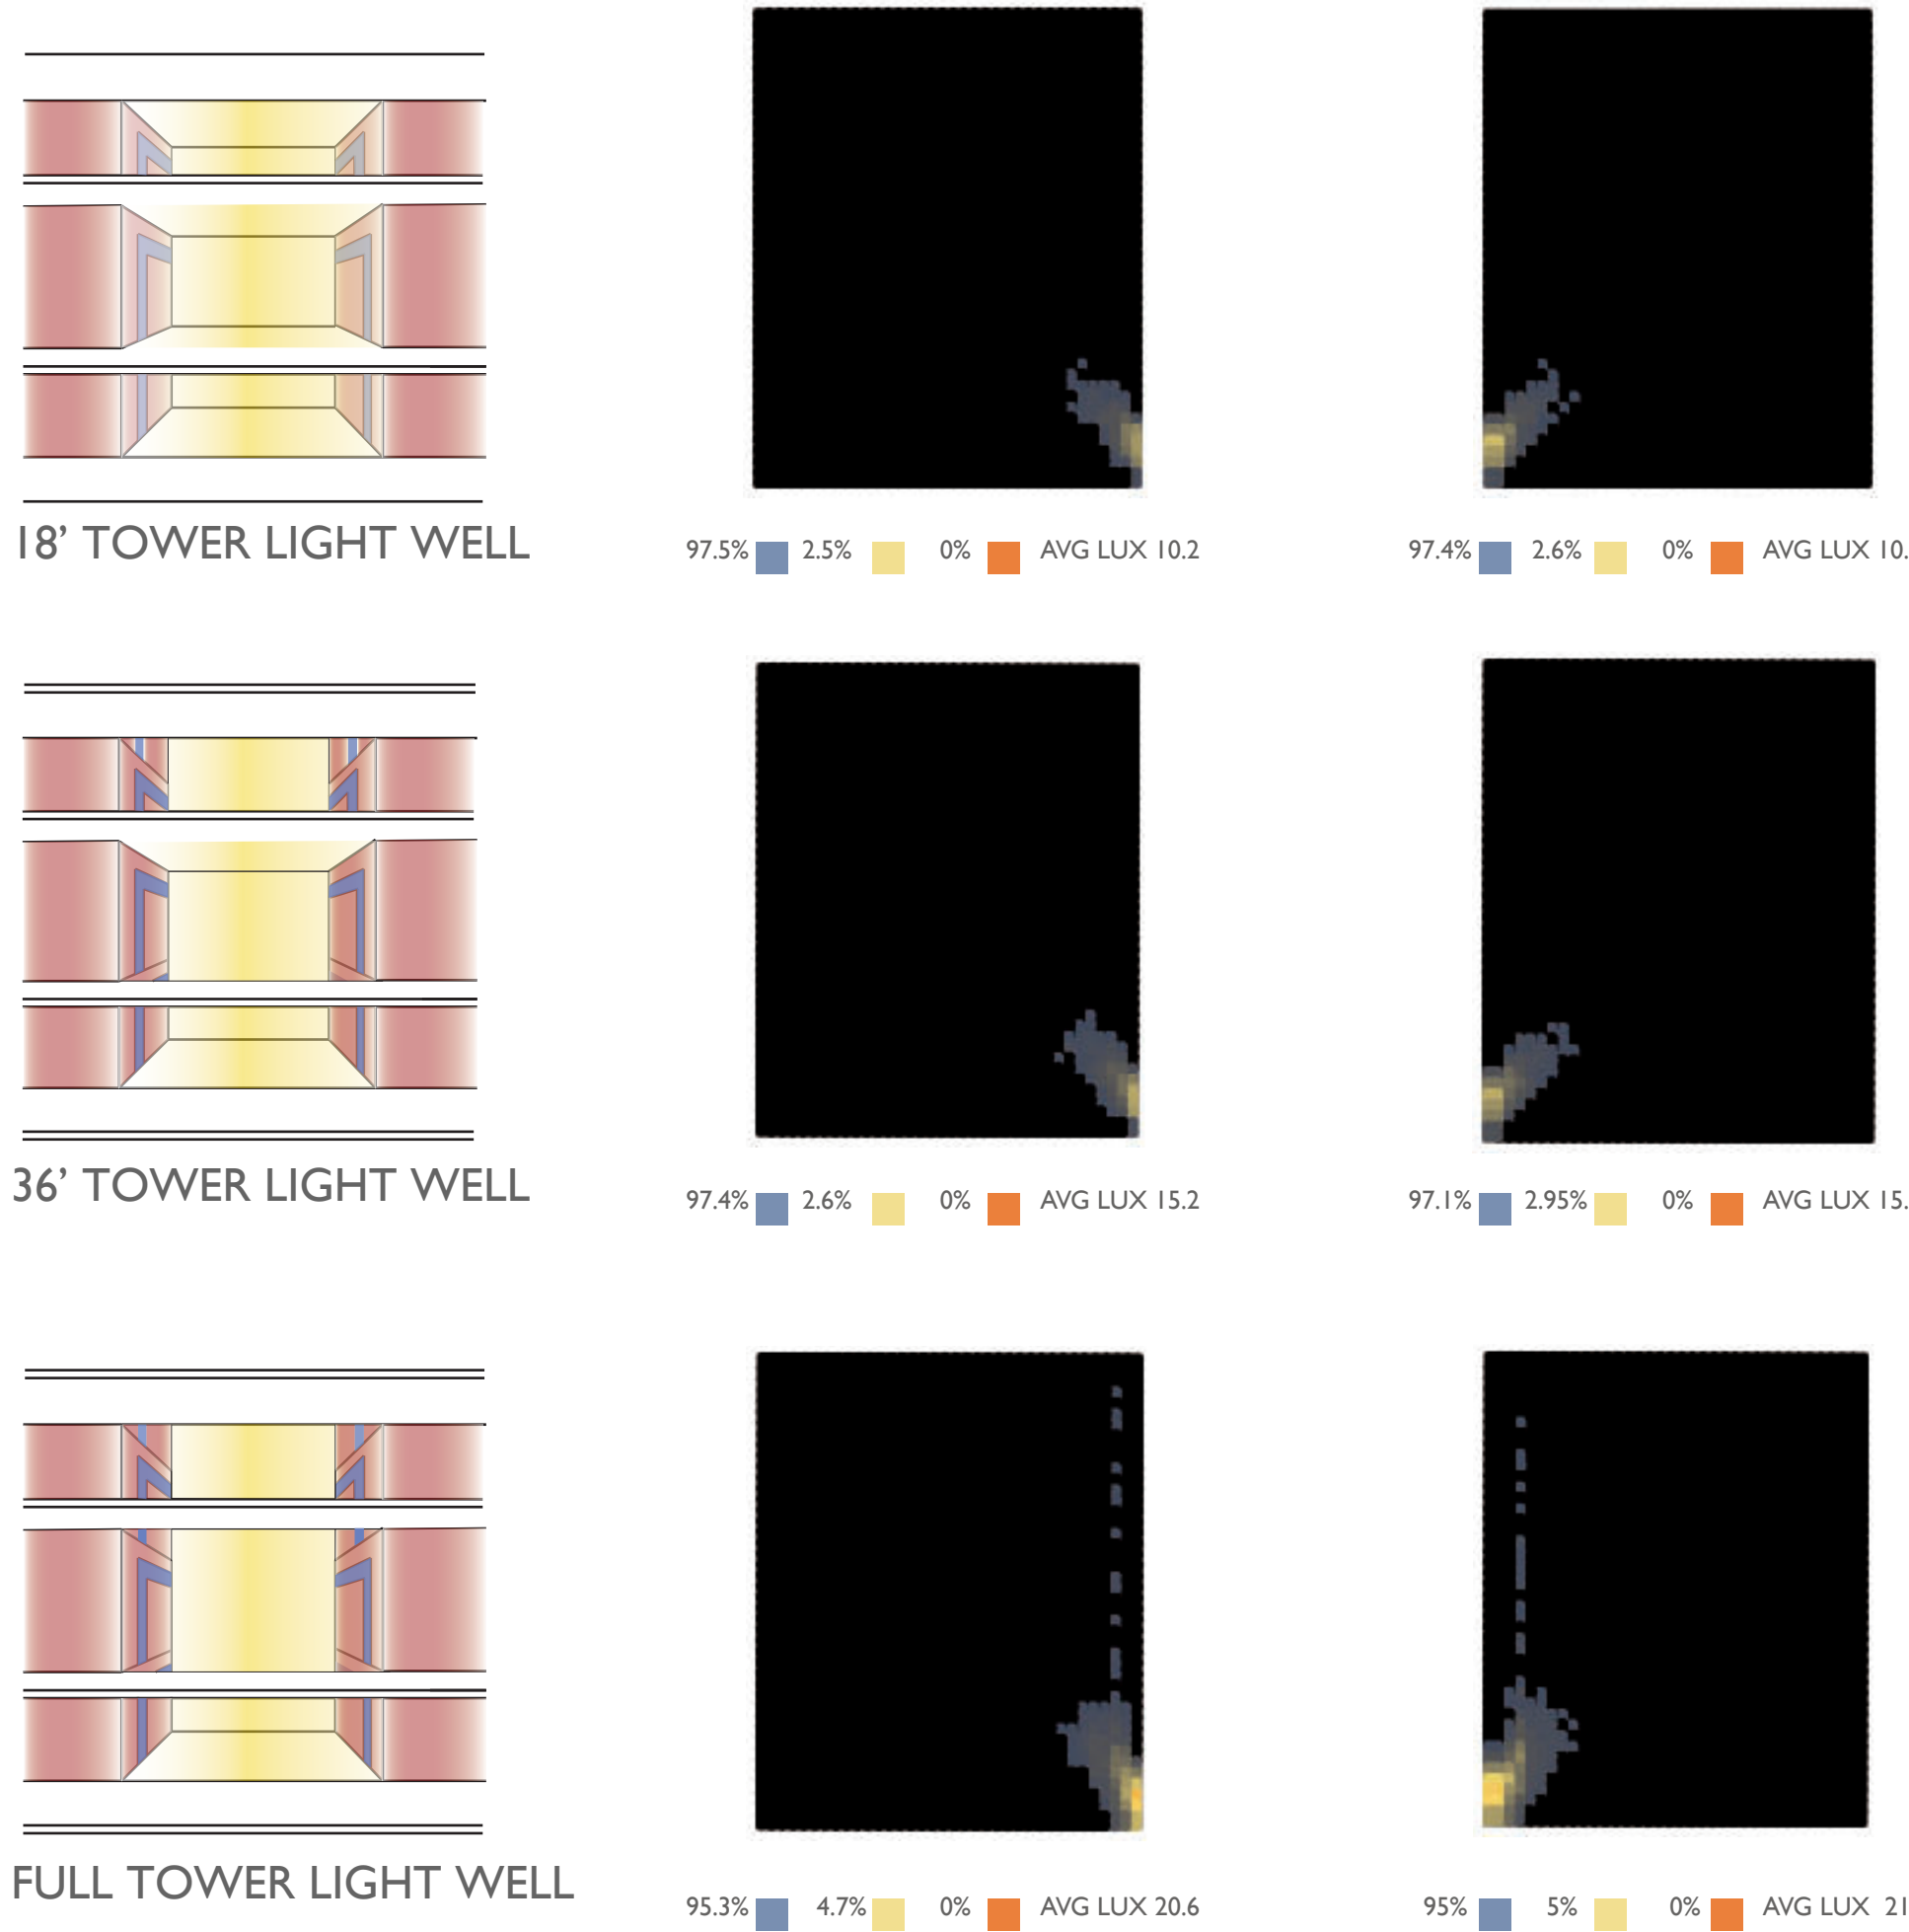 18’ TOWER LIGHT WELL
97.5% 2.5% 0% AVG LUX 10.2
97.4% 2.6% 0% AVG LUX 10.
36’ TOWER LIGHT WELL
97.4% 2.6% 0% AVG LUX 15.2
97.1% 2.95% 0% AVG LUX 15.
FULL TOWER LIGHT WELL
95.3% 4.7% 0% AVG LUX 20.6
95% 5% 0% AVG LUX 21